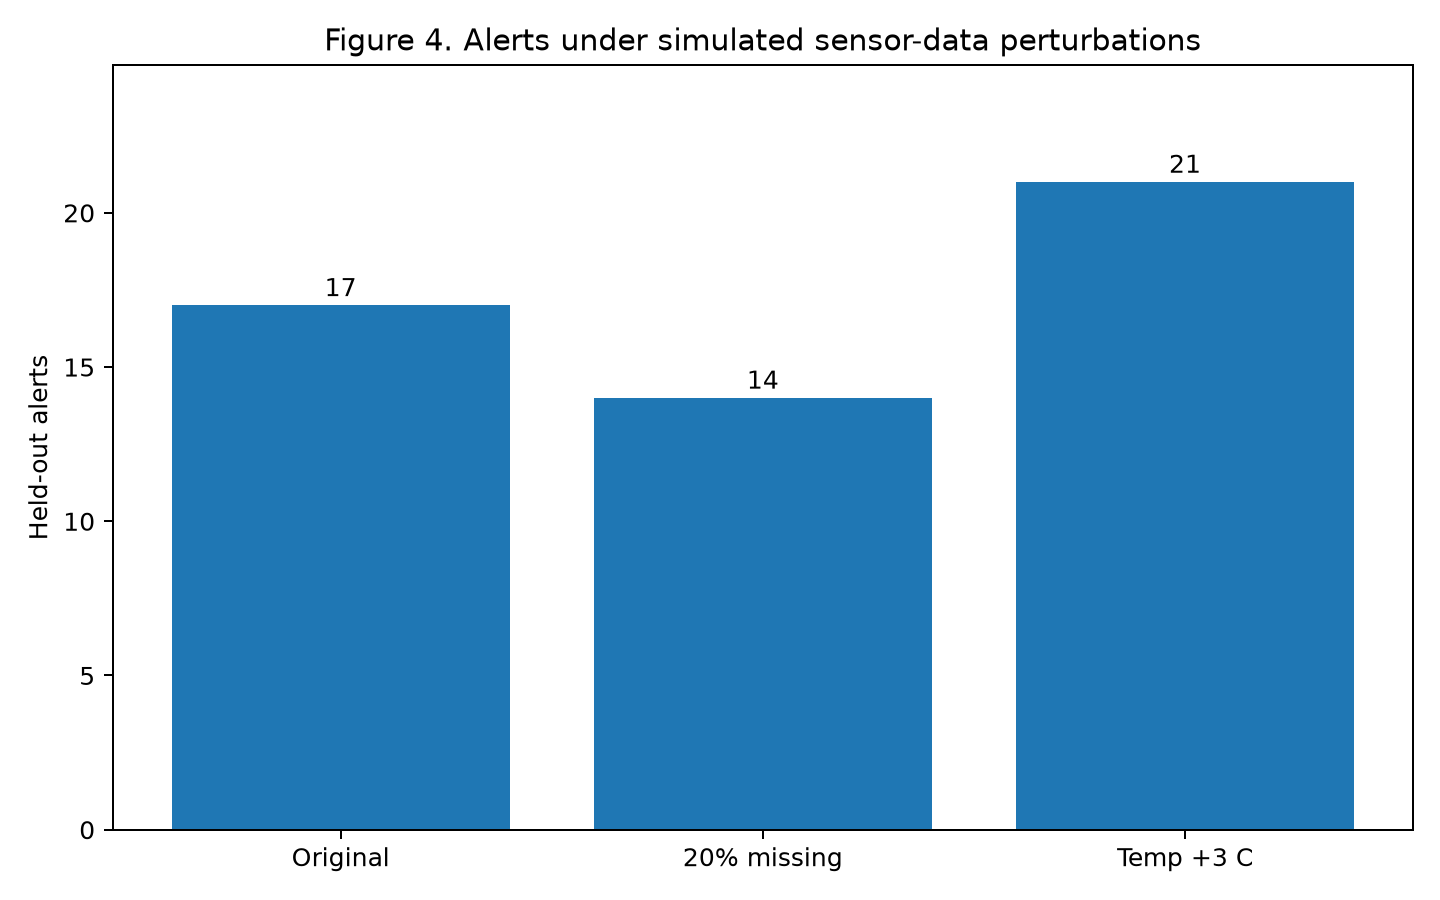 Figure 4. Alerts under simulated sensor-data perturbations
Held-out alerts
20
15
10
5
0
17
14
21
Original
20% missing
Temp +3 C